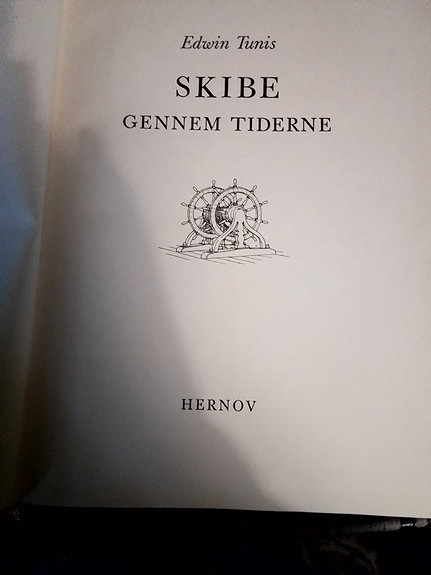 Edwin Tunis
SKIBE
GENNEM TIDERNE
HERNOV